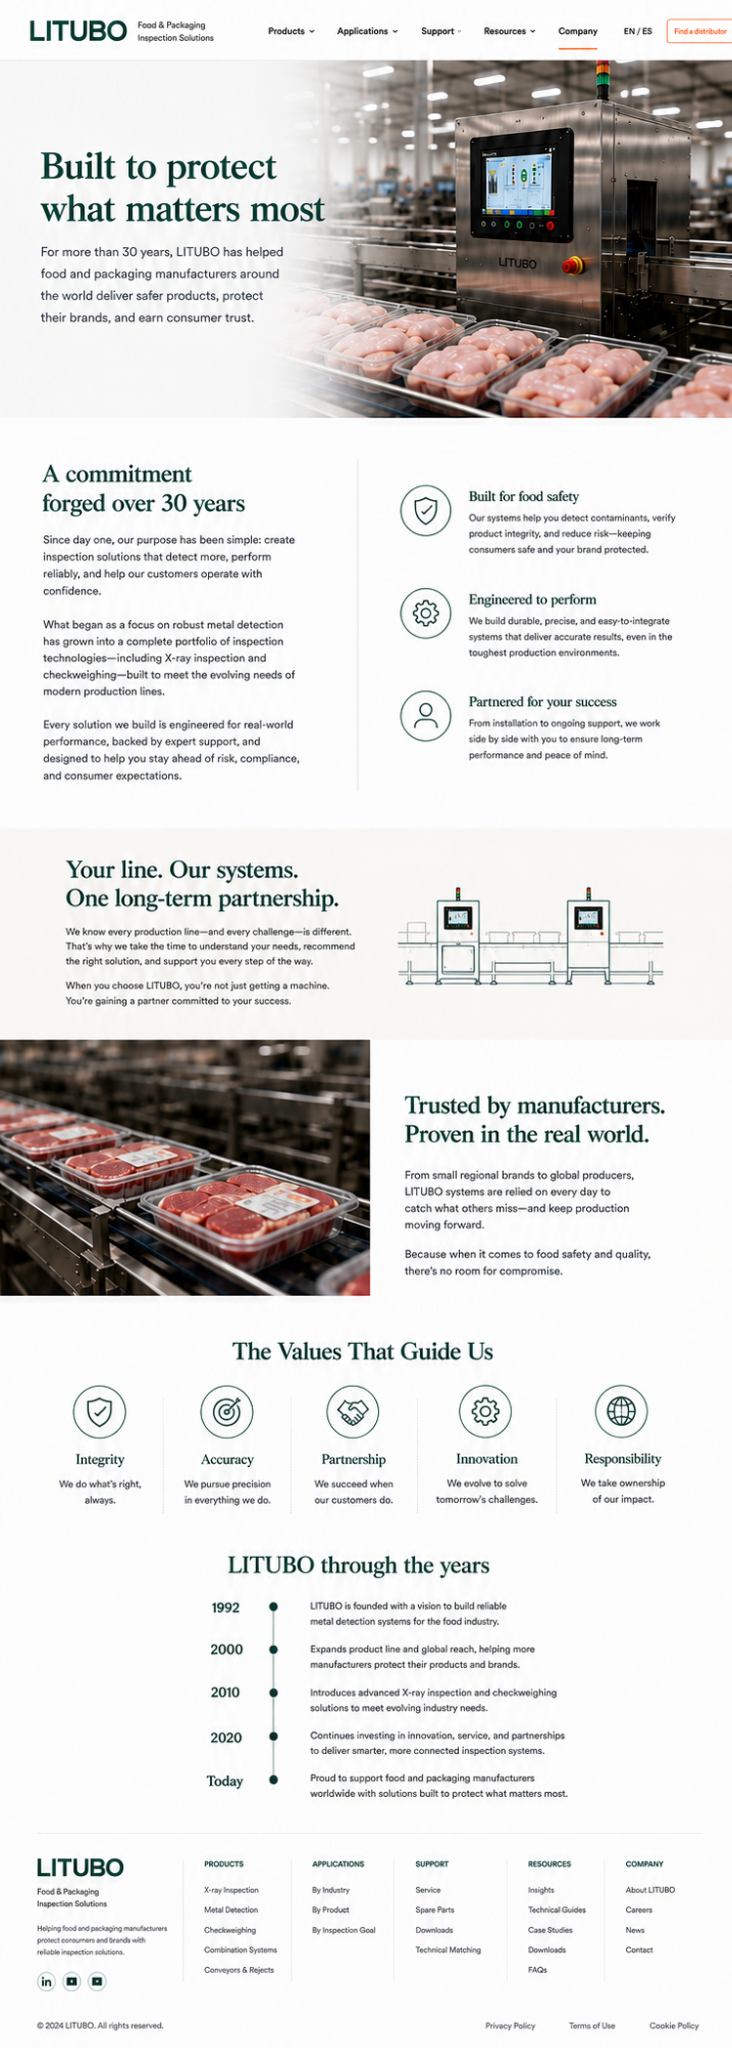 LITUBO
Food & Packaging
Inspection Solutions
Products
Applications
Support
Resources
Company
EN / ES
Find a distributor
Built to protect
what matters most
For more than 30 years, LITUBO has helped
food and packaging manufacturers around
the world deliver safer products, protect
their brands, and earn consumer trust.
LITUBO
A commitment
forged over 30 years
Since day one, our purpose has been simple: create
inspection solutions that detect more, perform
reliably, and help our customers operate with
confidence.
What began as a focus on robust metal detection
has grown into a complete portfolio of inspection
technologies—including X-ray inspection and
checkweighing—built to meet the evolving needs of
modern production lines.
Every solution we build is engineered for real-world
performance, backed by expert support, and
designed to help you stay ahead of risk, compliance,
and consumer expectations.
Built for food safety
Our systems help you detect contaminants, verify
product integrity, and reduce risk—keeping
consumers safe and your brand protected.
Engineered to perform
We build durable, precise, and easy-to-integrate
systems that deliver accurate results, even in the
toughest production environments.
Partnered for your success
From installation to ongoing support, we work
side by side with you to ensure long-term
performance and peace of mind.
Your line. Our systems.
One long-term partnership.
We know every production line—and every challenge—is different.
That's why we take the time to understand your needs, recommend
the right solution, and support you every step of the way.
When you choose LITUBO, you're not just getting a machine.
You're gaining a partner committed to your success.
Trusted by manufacturers.
Proven in the real world.
From small regional brands to global producers,
LITUBO systems are relied on every day to
catch what others miss—and keep production
moving forward.
Because when it comes to food safety and quality,
there's no room for compromise.
The Values That Guide Us
Integrity
We do what's right,
always.
Accuracy
We pursue precision
in everything we do.
Partnership
We succeed when
our customers do.
Innovation
We evolve to solve
tomorrow's challenges.
Responsibility
We take ownership
of our impact.
LITUBO through the years
1992
LITUBO is founded with a vision to build reliable
metal detection systems for the food industry.
2000
Expands product line and global reach, helping more
manufacturers protect their products and brands.
2010
Introduces advanced X-ray inspection and checkweighing
solutions to meet evolving industry needs.
2020
Continues investing in innovation, service, and partnerships
to deliver smarter, more connected inspection systems.
Today
Proud to support food and packaging manufacturers
worldwide with solutions built to protect what matters most.
LITUBO
Food & Packaging
Inspection Solutions
Helping food and packaging manufacturers
protect consumers and brands with
reliable inspection solutions.
in
PRODUCTS
X-ray Inspection
Metal Detection
Checkweighing
Combination Systems
Conveyors & Rejects
APPLICATIONS
By Industry
By Product
By Inspection Goal
SUPPORT
Service
Spare Parts
Downloads
Technical Matching
RESOURCES
Insights
Technical Guides
Case Studies
Downloads
FAQs
COMPANY
About LITUBO
Careers
News
Contact
© 2024 LITUBO. All rights reserved.
Privacy Policy
Terms of Use
Cookie Policy